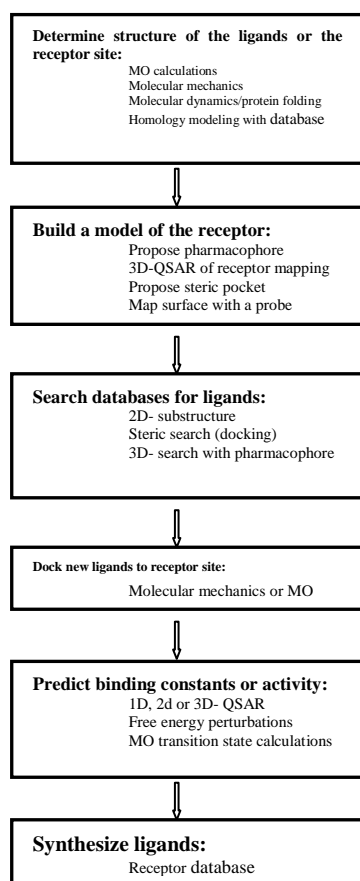 Determine structure of the ligands or the
receptor site:
MO calculations
Molecular mechanics
Molecular dynamics/protein folding
Homology modeling with database
Build a model of the receptor:
Propose pharmacophore
3D-QSAR of receptor mapping
Propose steric pocket
Map surface with a probe
Search databases for ligands:
2D- substructure
Steric search (docking)
3D- search with pharmacophore
Dock new ligands to receptor site:
Molecular mechanics or MO
Predict binding constants or activity:
1D, 2d or 3D- QSAR
Free energy perturbations
MO transition state calculations
Synthesize ligands:
Receptor database